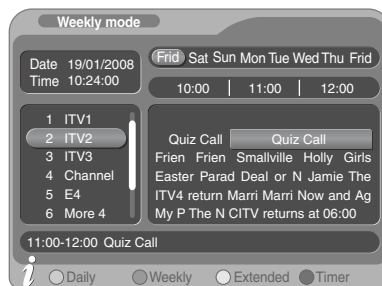 Weekly mode
Date 19/01/2008
Time 10:24:00
Frid Sat Sun Mon Tue Wed Thu Frid
10:00 11:00 12:00
1 ITV1
2 ITV2
3 ITV3
4 Channel
5 E4
6 More 4
Quiz Call Quiz Call
Frien Frien Smallville Holly Girls
Easter Parad Deal or N Jamie The
ITV4 return Marri Marri Now and Ag
My P The N CITV returns at 06:00
11:00-12:00 Quiz Call
i Daily Weekly Extended Timer